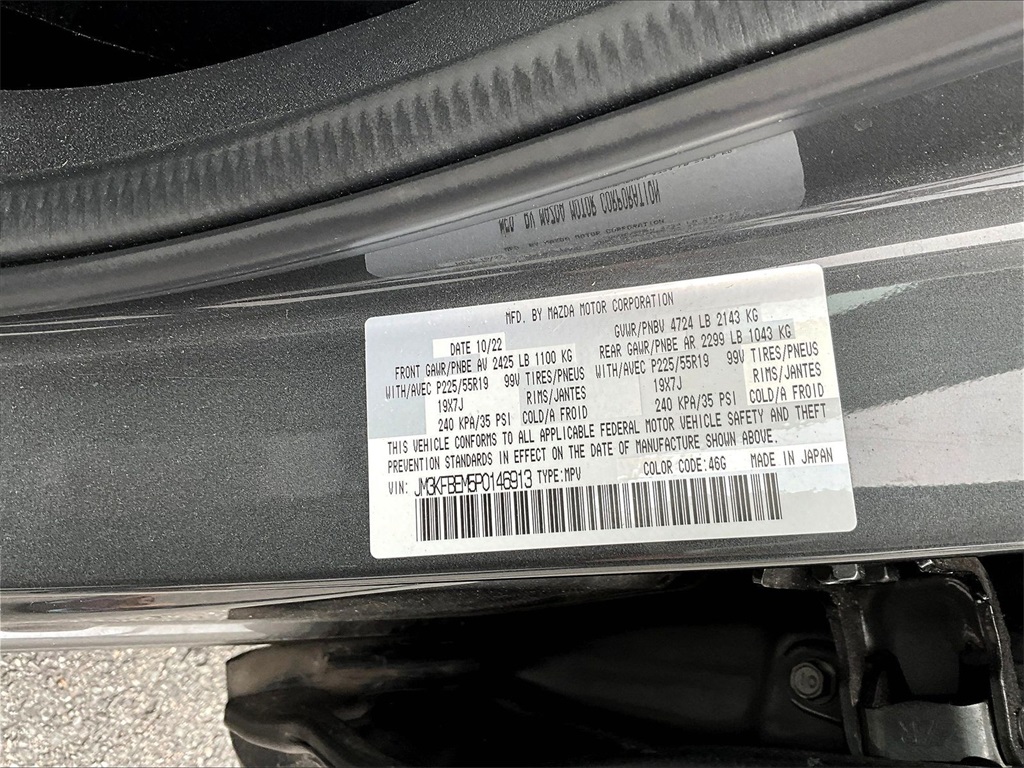 MFD. BY MAZDA MOTOR CORPORATION
DATE 10/22 GVWR/PNBV 4724 LB 2143 KG
FRONT GAWR/PNBE AV 2425 LB 1100 KG REAR GAWR/PNBE AR 2299 LB 1043 KG
WITH/AVEC P225/55R19 99V TIRES/PNEUS WITH/AVEC P225/55R19 99V TIRES/PNEUS
19X7J RIMS/JANTES 19X7J RIMS/JANTES
240 KPA/35 PSI COLD/A FROID 240 KPA/35 PSI COLD/A FROID
THIS VEHICLE CONFORMS TO ALL APPLICABLE FEDERAL MOTOR VEHICLE SAFETY AND THEFT
PREVENTION STANDARDS IN EFFECT ON THE DATE OF MANUFACTURE SHOWN ABOVE.
VIN: JM3KFBEM5P0146913 TYPE:MPV COLOR CODE:46G MADE IN JAPAN